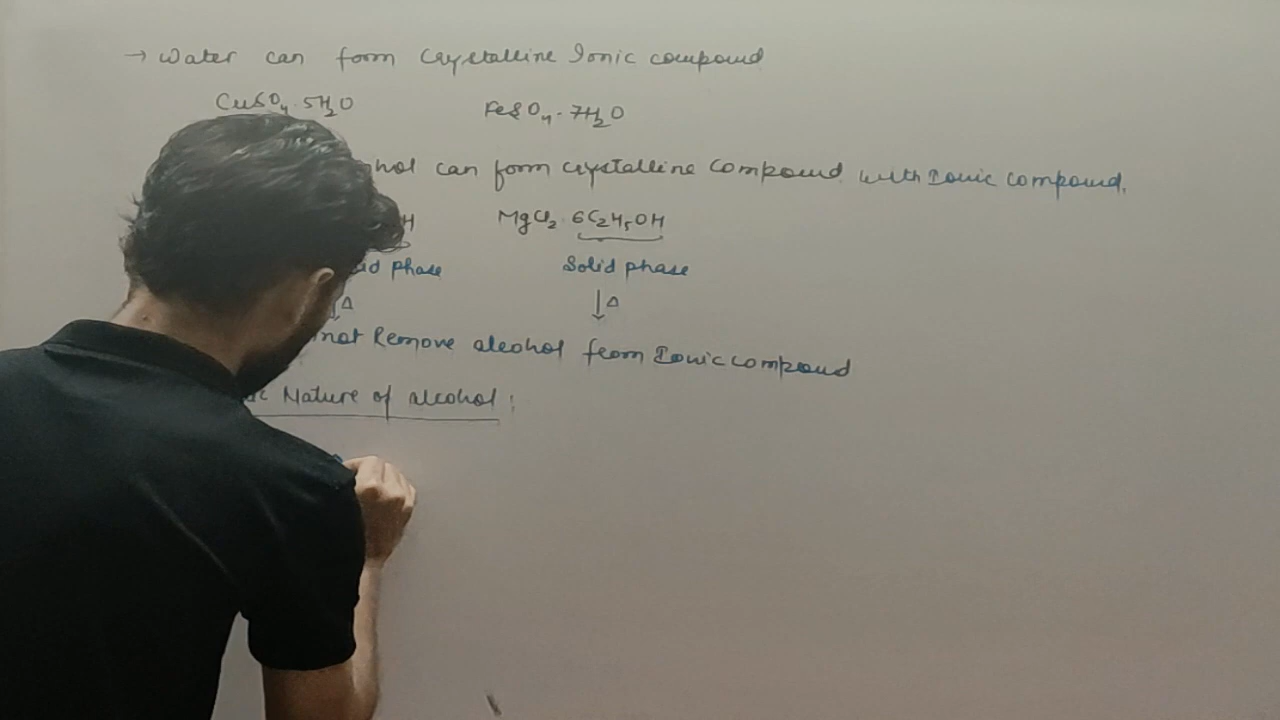 → Water can form Crystalline Ionic compound
CuSO₄.5H₂O FeSO₄.7H₂O
hol can form crystalline Compound with Ionic compound.
H MgCl₂.6C₂H₅OH
id phase Solid phase
↓Δ ↓Δ
not Remove alcohol from Ionic compound
ic Nature of alcohol :